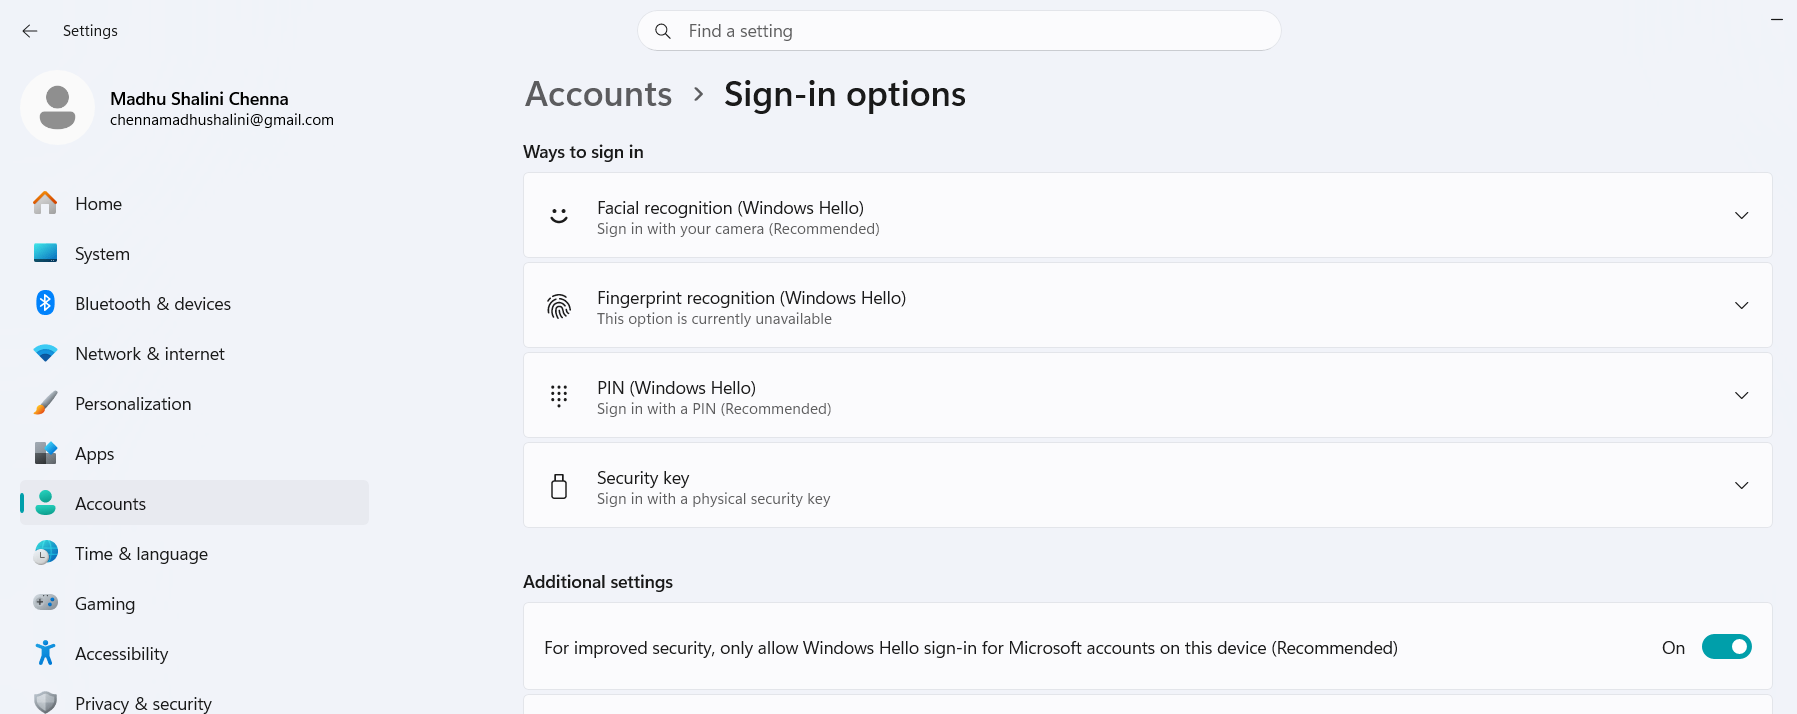 Settings
Find a setting
Madhu Shalini Chenna
chennamadhushalini@gmail.com
Home
System
Bluetooth & devices
Network & internet
Personalization
Apps
Accounts
Time & language
Gaming
Accessibility
Privacy & security
Accounts > Sign-in options
Ways to sign in
Facial recognition (Windows Hello)
Sign in with your camera (Recommended)
Fingerprint recognition (Windows Hello)
This option is currently unavailable
PIN (Windows Hello)
Sign in with a PIN (Recommended)
Security key
Sign in with a physical security key
Additional settings
For improved security, only allow Windows Hello sign-in for Microsoft accounts on this device (Recommended) On